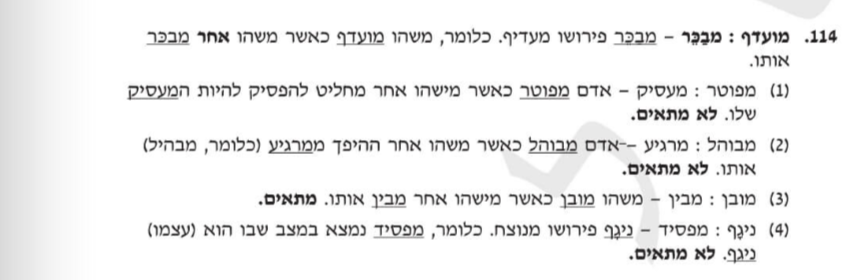 114. מועדף : מְבַכֵּר – מְבַכֵּר פירושו מעדיף. כלומר, משהו מועדף כאשר משהו אחר מבכר
אותו.
(1) מפוטר : מעסיק – אדם מפוטר כאשר מישהו אחר מחליט להפסיק להיות המעסיק
שלו. לא מתאים.
(2) מבוהל : מרגיע – אדם מבוהל כאשר משהו אחר ההיפך ממרגיע (כלומר, מבהיל)
אותו. לא מתאים.
(3) מובן : מבין – משהו מובן כאשר מישהו אחר מבין אותו. מתאים.
(4) ניגָף : מפסיד – ניגָף פירושו מנוצח. כלומר, מפסיד נמצא במצב שבו הוא (עצמו)
ניגף. לא מתאים.